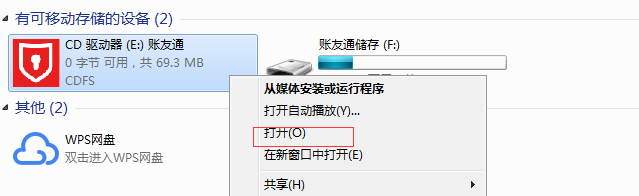 有可移动存储的设备 (2)
CD 驱动器 (E:) 账友通
0 字节 可用，共 69.3 MB
CDFS
账友通储存 (F:)
从媒体安装或运行程序
打开自动播放(Y)...
打开(O)
在新窗口中打开(E)
共享(H)
其他 (2)
WPS网盘
双击进入WPS网盘